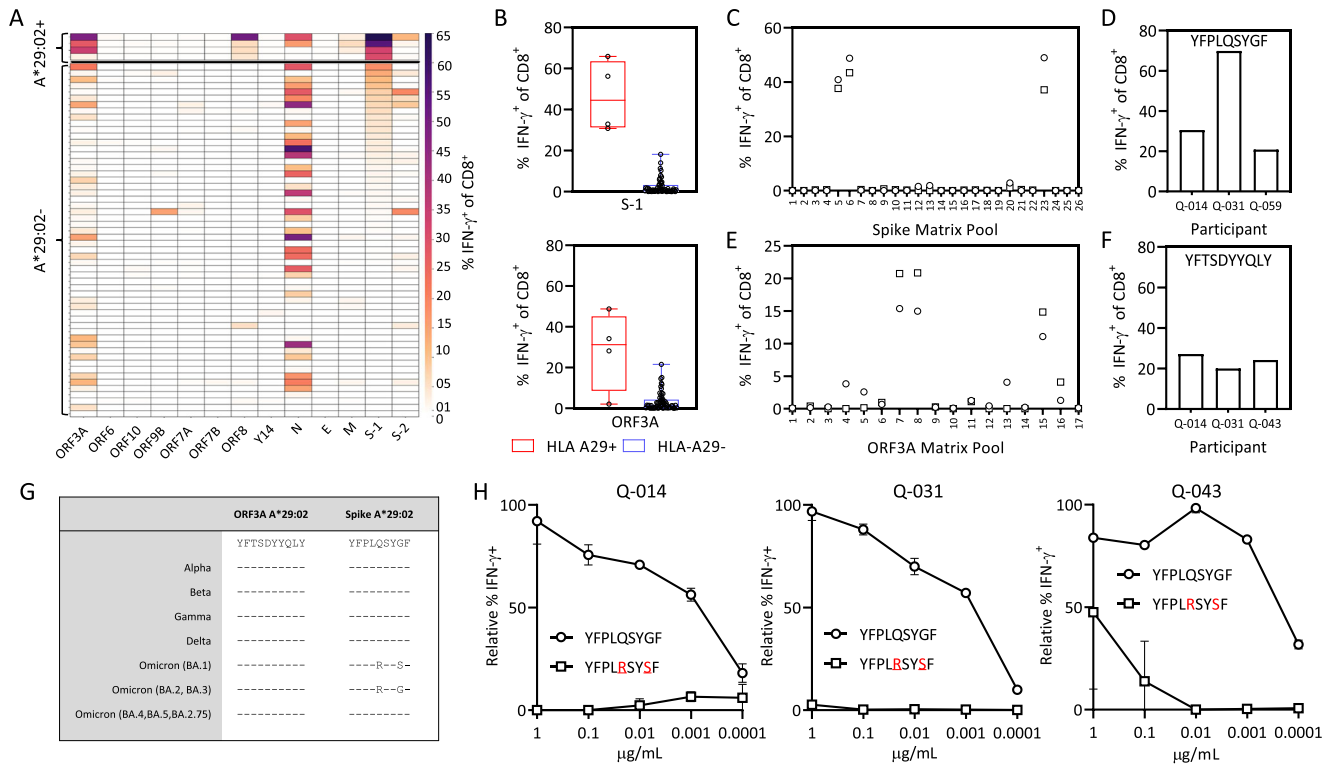 A
A*29:02+
A*29:02-
65
60
55
50
45
40
35
30
25
20
15
10
05
01
0
% IFN-γ+ of CD8+
ORF3A
ORF6
ORF10
ORF9B
ORF7A
ORF7B
ORF8
Y14
N
E
M
S-1
S-2
B
% IFN-γ+ of CD8+
80
60
40
20
0
S-1
% IFN-γ+ of CD8+
80
60
40
20
0
ORF3A
HLA A29+ HLA-A29-
C
% IFN-γ+ of CD8+
60
40
20
0
1 2 3 4 5 6 7 8 9 10 11 12 13 14 15 16 17 18 19 20 21 22 23 24 25 26
Spike Matrix Pool
D
YFPLQSYGF
% IFN-γ+ of CD8+
80
60
40
20
0
Q-014 Q-031 Q-059
Participant
E
% IFN-γ+ of CD8+
25
20
15
10
5
0
1 2 3 4 5 6 7 8 9 10 11 12 13 14 15 16 17
ORF3A Matrix Pool
F
YFTSDYYQLY
% IFN-γ+ of CD8+
80
60
40
20
0
Q-014 Q-031 Q-043
Participant
G
ORF3A A*29:02 Spike A*29:02
YFTSDYYQLY YFPLQSYGF
Alpha ---------- ---------
Beta ---------- ---------
Gamma ---------- ---------
Delta ---------- ---------
Omicron (BA.1) ---------- ----R--S-
Omicron (BA.2, BA.3) ---------- ----R--G-
Omicron (BA.4,BA.5,BA.2.75) ---------- ---------
H
Q-014
Relative % IFN-γ+
100
50
0
YFPLQSYGF
YFPLRSYSF
1 0.1 0.01 0.001 0.0001
μg/mL
Q-031
Relative % IFN-γ+
100
50
0
YFPLQSYGF
YFPLRSYSF
1 0.1 0.01 0.001 0.0001
μg/mL
Q-043
Relative % IFN-γ+
100
50
0
YFPLQSYGF
YFPLRSYSF
1 0.1 0.01 0.001 0.0001
μg/mL